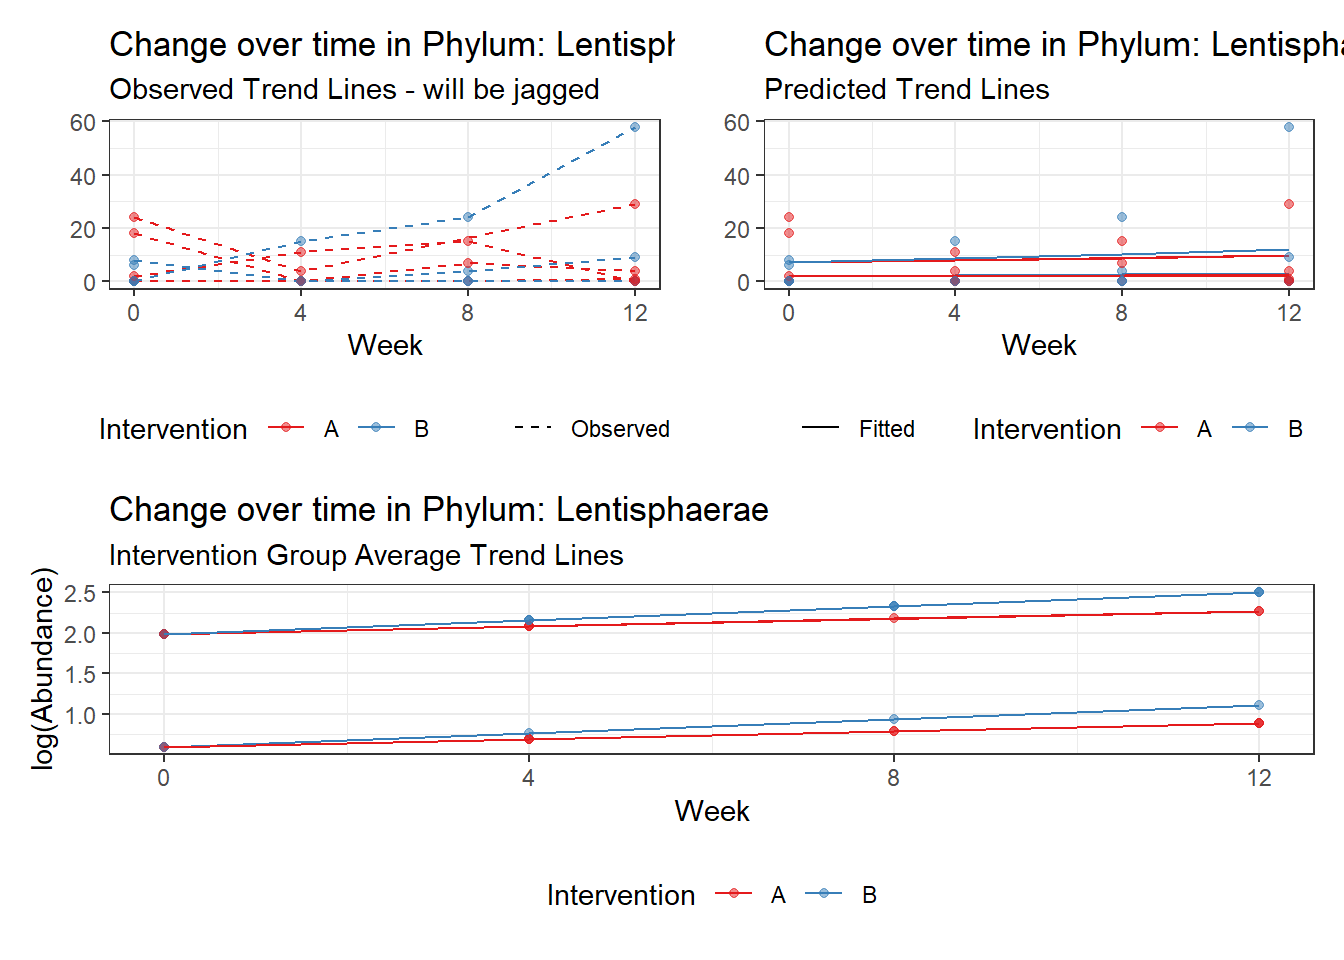 Change over time in Phylum: Lentisph
Observed Trend Lines - will be jagged
60
40
20
0
0 4 8 12
Week
Intervention A B Observed
Change over time in Phylum: Lentispha
Predicted Trend Lines
60
40
20
0
0 4 8 12
Week
Fitted Intervention A B
Change over time in Phylum: Lentisphaerae
Intervention Group Average Trend Lines
log(Abundance)
2.5
2.0
1.5
1.0
0 4 8 12
Week
Intervention A B